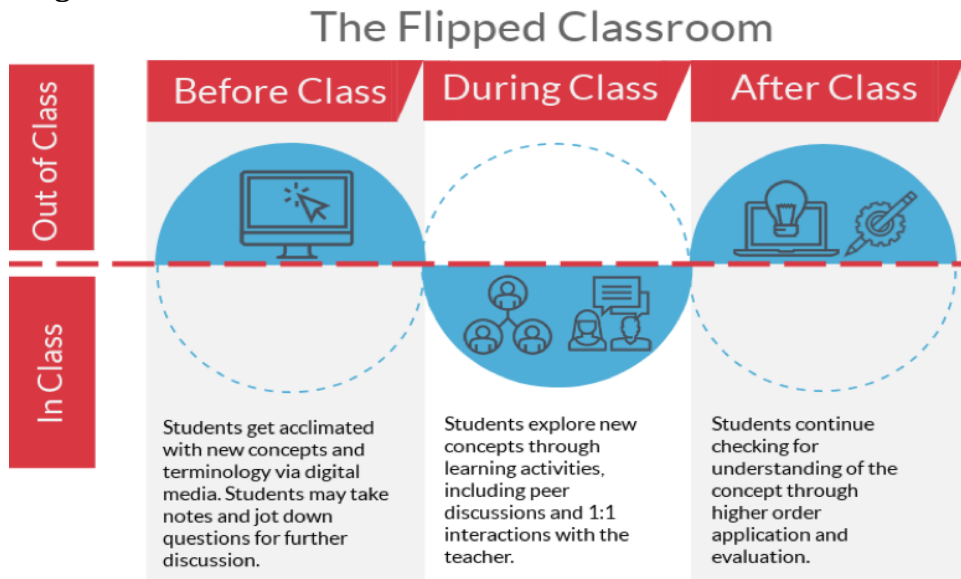 The Flipped Classroom
Before Class
During Class
After Class
Out of Class
In Class
Students get acclimated
with new concepts and
terminology via digital
media. Students may take
notes and jot down
questions for further
discussion.
Students explore new
concepts through
learning activities,
including peer
discussions and 1:1
interactions with the
teacher.
Students continue
checking for
understanding of the
concept through
higher order
application and
evaluation.